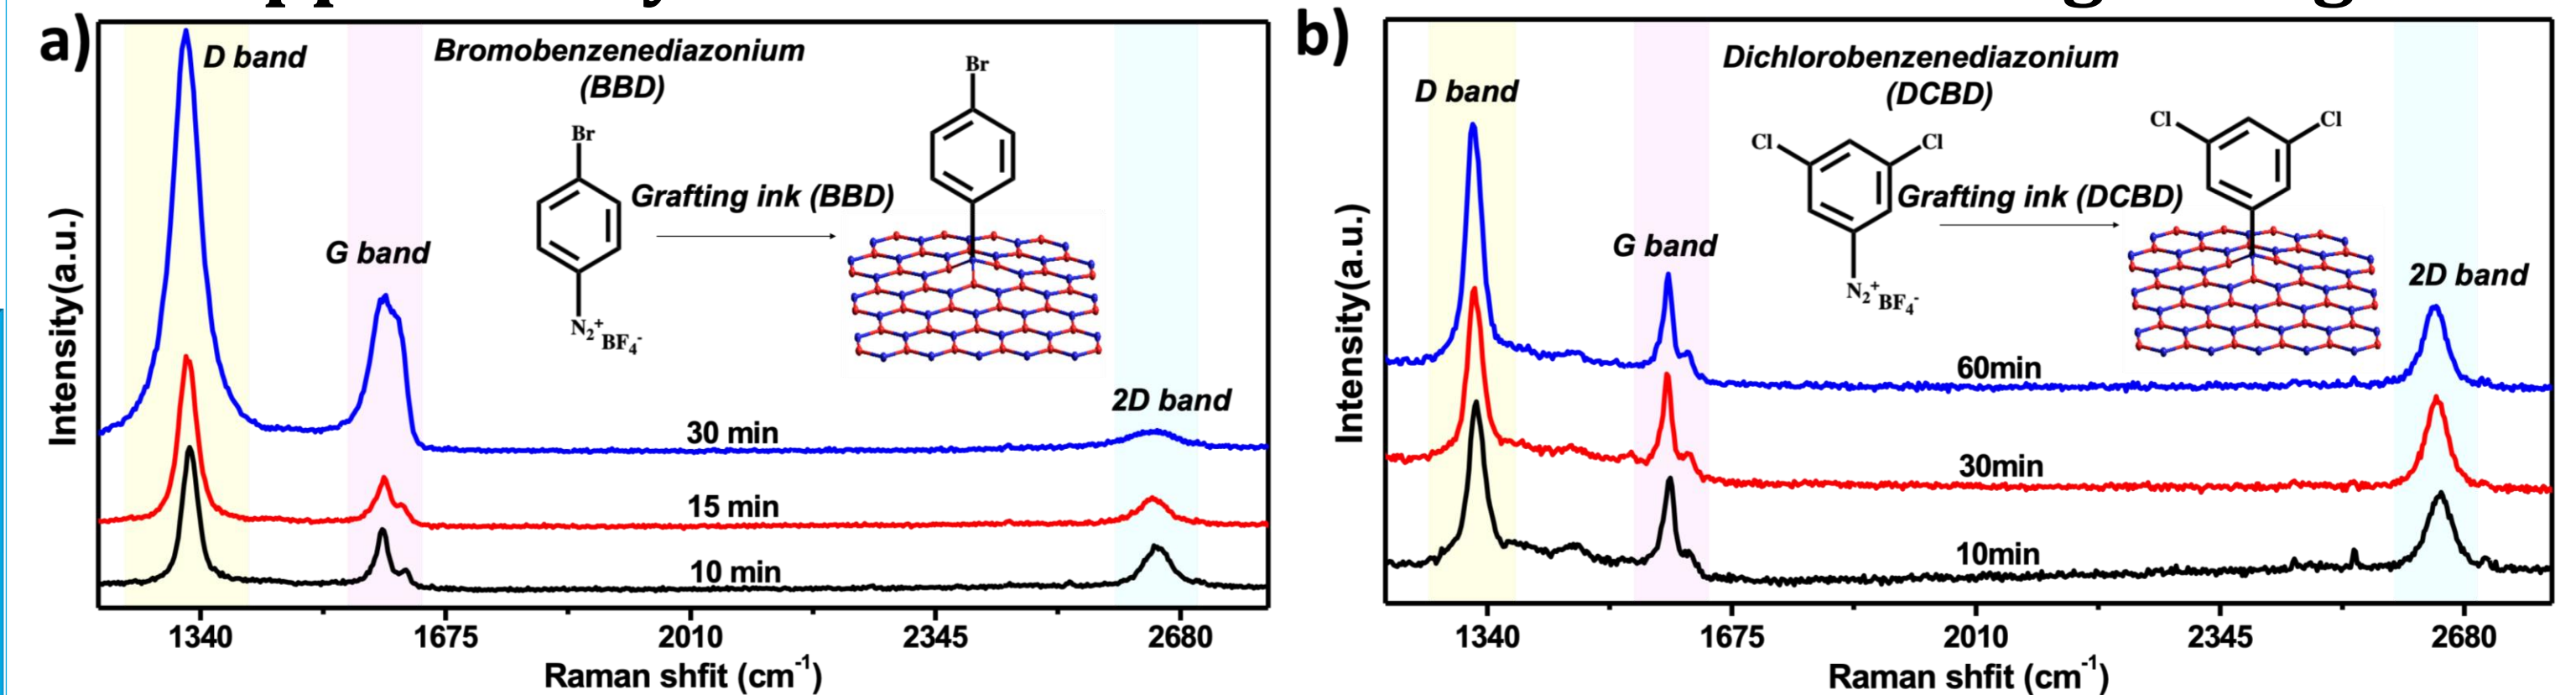 a)
D band
Bromobenzenediazonium
(BBD)
Br
Br
Grafting ink (BBD)
G band
N2+BF4-
2D band
30 min
15 min
10 min
Intensity(a.u.)
1340 1675 2010 2345 2680
Raman shfit (cm-1)
b)
D band
Dichlorobenzenediazonium
(DCBD)
Cl Cl
Cl Cl
Grafting ink (DCBD)
G band
N2+BF4-
2D band
60min
30min
10min
Intensity(a.u.)
1340 1675 2010 2345 2680
Raman shfit (cm-1)